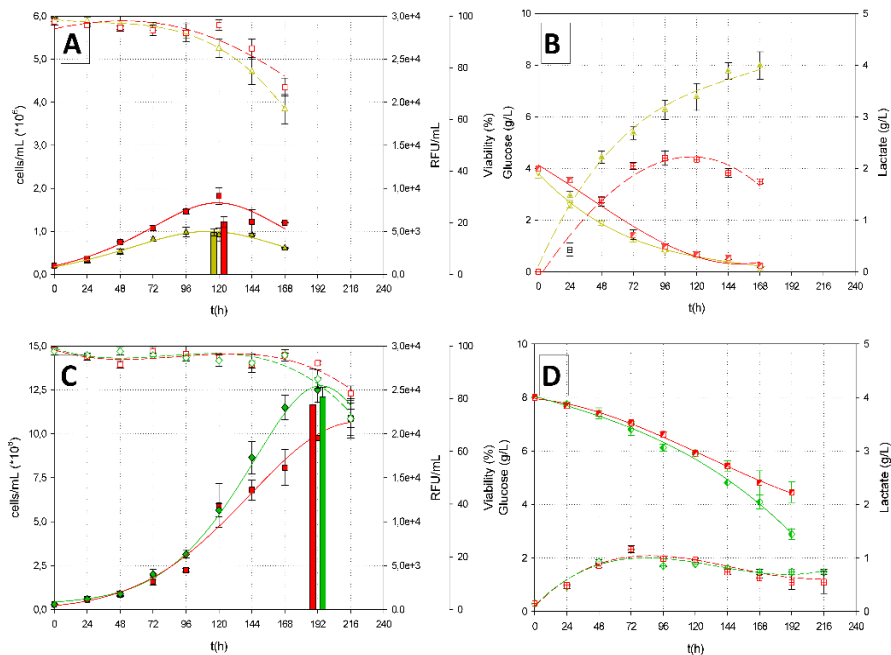 A
6,0
5,0
4,0
3,0
2,0
1,0
0,0
cells/mL (*10⁶)
3.0e+4
2.5e+4
2.0e+4
1.5e+4
1.0e+4
5.0e+3
0.0
RFU/mL
100
80
60
40
20
0
Viability (%)
0 24 48 72 96 120 144 168 192 216
t(h)
B
10
8
6
4
2
0
Glucose (g/L)
5
4
3
2
1
0
Lactate (g/L)
0 24 48 72 96 120 144 168 192 216
t(h)
C
15,0
12,5
10,0
7,5
5,0
2,5
0,0
cells/mL (*10⁶)
3.0e+4
2.5e+4
2.0e+4
1.5e+4
1.0e+4
5.0e+3
0.0
RFU/mL
100
80
60
40
20
0
Viability (%)
0 24 48 72 96 120 144 168 192 216
t(h)
D
10
8
6
4
2
0
Glucose (g/L)
5
4
3
2
1
0
Lactate (g/L)
0 24 48 72 96 120 144 168 192 216
t(h)